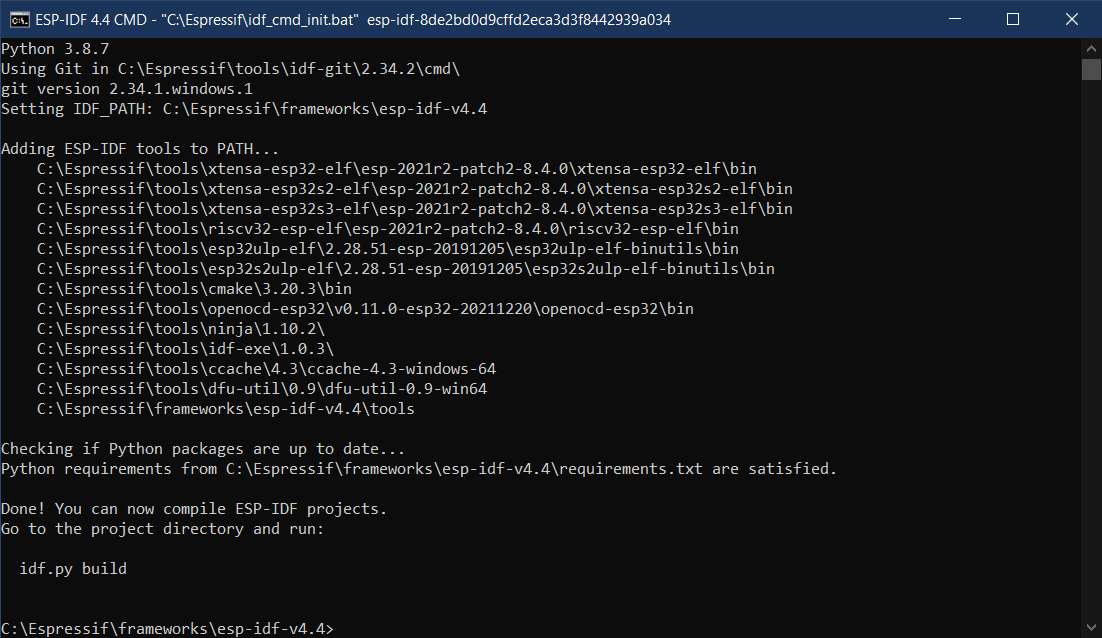 ESP-IDF 4.4 CMD - "C:\Espressif\idf_cmd_init.bat"  esp-idf-8de2bd0d9cffd2eca3d3f8442939a034
Python 3.8.7
Using Git in C:\Espressif\tools\idf-git\2.34.2\cmd\
git version 2.34.1.windows.1
Setting IDF_PATH: C:\Espressif\frameworks\esp-idf-v4.4

Adding ESP-IDF tools to PATH...
    C:\Espressif\tools\xtensa-esp32-elf\esp-2021r2-patch2-8.4.0\xtensa-esp32-elf\bin
    C:\Espressif\tools\xtensa-esp32s2-elf\esp-2021r2-patch2-8.4.0\xtensa-esp32s2-elf\bin
    C:\Espressif\tools\xtensa-esp32s3-elf\esp-2021r2-patch2-8.4.0\xtensa-esp32s3-elf\bin
    C:\Espressif\tools\riscv32-esp-elf\esp-2021r2-patch2-8.4.0\riscv32-esp-elf\bin
    C:\Espressif\tools\esp32ulp-elf\2.28.51-esp-20191205\esp32ulp-elf-binutils\bin
    C:\Espressif\tools\esp32s2ulp-elf\2.28.51-esp-20191205\esp32s2ulp-elf-binutils\bin
    C:\Espressif\tools\cmake\3.20.3\bin
    C:\Espressif\tools\openocd-esp32\v0.11.0-esp32-20211220\openocd-esp32\bin
    C:\Espressif\tools\ninja\1.10.2\
    C:\Espressif\tools\idf-exe\1.0.3\
    C:\Espressif\tools\ccache\4.3\ccache-4.3-windows-64
    C:\Espressif\tools\dfu-util\0.9\dfu-util-0.9-win64
    C:\Espressif\frameworks\esp-idf-v4.4\tools

Checking if Python packages are up to date...
Python requirements from C:\Espressif\frameworks\esp-idf-v4.4\requirements.txt are satisfied.

Done! You can now compile ESP-IDF projects.
Go to the project directory and run:

  idf.py build

C:\Espressif\frameworks\esp-idf-v4.4>